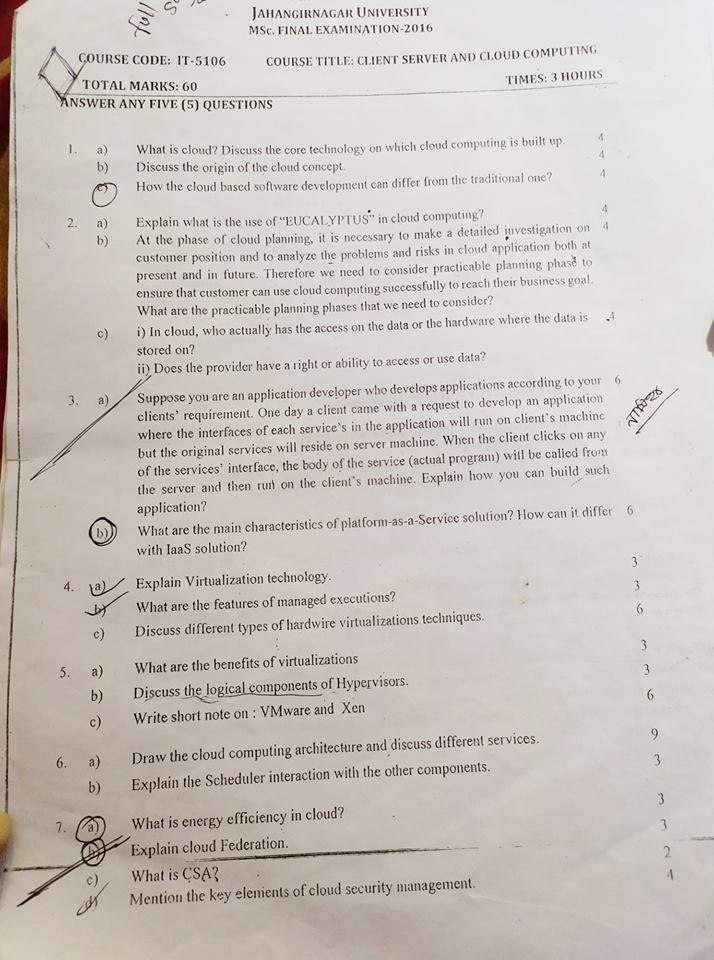 JAHANGIRNAGAR UNIVERSITY
MSC. FINAL EXAMINATION-2016
COURSE CODE: IT-5106 COURSE TITLE: CLIENT SERVER AND CLOUD COMPUTING
TOTAL MARKS: 60 TIMES: 3 HOURS
ANSWER ANY FIVE (5) QUESTIONS
1. a) What is cloud? Discuss the core technology on which cloud computing is built up. 4
b) Discuss the origin of the cloud concept. 4
c) How the cloud based software development can differ from the traditional one? 4
2. a) Explain what is the use of "EUCALYPTUS" in cloud computing? 4
b) At the phase of cloud planning, it is necessary to make a detailed investigation on 4
customer position and to analyze the problems and risks in cloud application both at
present and in future. Therefore we need to consider practicable planning phase to
ensure that customer can use cloud computing successfully to reach their business goal.
What are the practicable planning phases that we need to consider?
c) i) In cloud, who actually has the access on the data or the hardware where the data is 4
stored on?
ii) Does the provider have a right or ability to access or use data?
3. a) Suppose you are an application developer who develops applications according to your 6
clients' requirement. One day a client came with a request to develop an application
where the interfaces of each service's in the application will run on client's machine
but the original services will reside on server machine. When the client clicks on any
of the services' interface, the body of the service (actual program) will be called from
the server and then run on the client's machine. Explain how you can build such
application?
b) What are the main characteristics of platform-as-a-Service solution? How can it differ 6
with IaaS solution?
4. a) Explain Virtualization technology. 3
b) What are the features of managed executions? 3
c) Discuss different types of hardwire virtualizations techniques. 6
5. a) What are the benefits of virtualizations 3
b) Discuss the logical components of Hypervisors. 3
c) Write short note on : VMware and Xen 6
6. a) Draw the cloud computing architecture and discuss different services. 9
b) Explain the Scheduler interaction with the other components. 3
7. a) What is energy efficiency in cloud? 3
b) Explain cloud Federation. 3
c) What is CSA? 2
d) Mention the key elements of cloud security management. 4